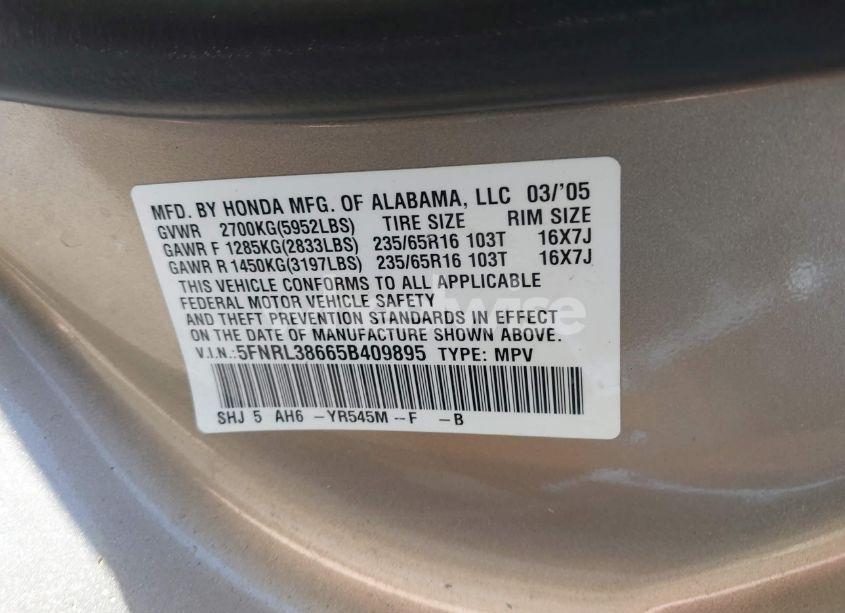 MFD. BY HONDA MFG. OF ALABAMA, LLC 03/'05
GVWR 2700KG(5952LBS) TIRE SIZE RIM SIZE
GAWR F 1285KG(2833LBS) 235/65R16 103T 16X7J
GAWR R 1450KG(3197LBS) 235/65R16 103T 16X7J
THIS VEHICLE CONFORMS TO ALL APPLICABLE
FEDERAL MOTOR VEHICLE SAFETY
AND THEFT PREVENTION STANDARDS IN EFFECT
ON THE DATE OF MANUFACTURE SHOWN ABOVE.
V.I.N.:5FNRL38665B409895 TYPE: MPV
SHJ 5 AH6 -YR545M--F -B